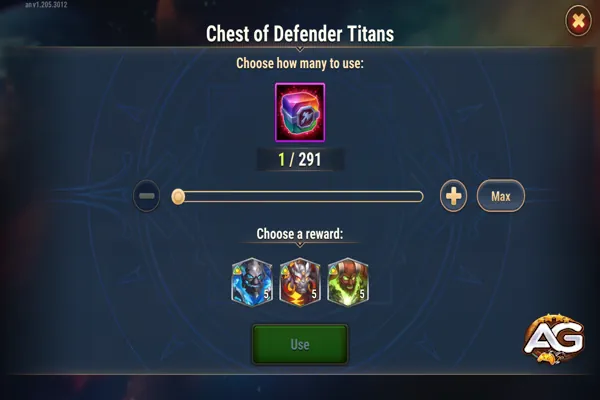 an v1.205.3012
Chest of Defender Titans
Choose how many to use:
1 / 291
Max
Choose a reward:
5 5 5
Use
AG